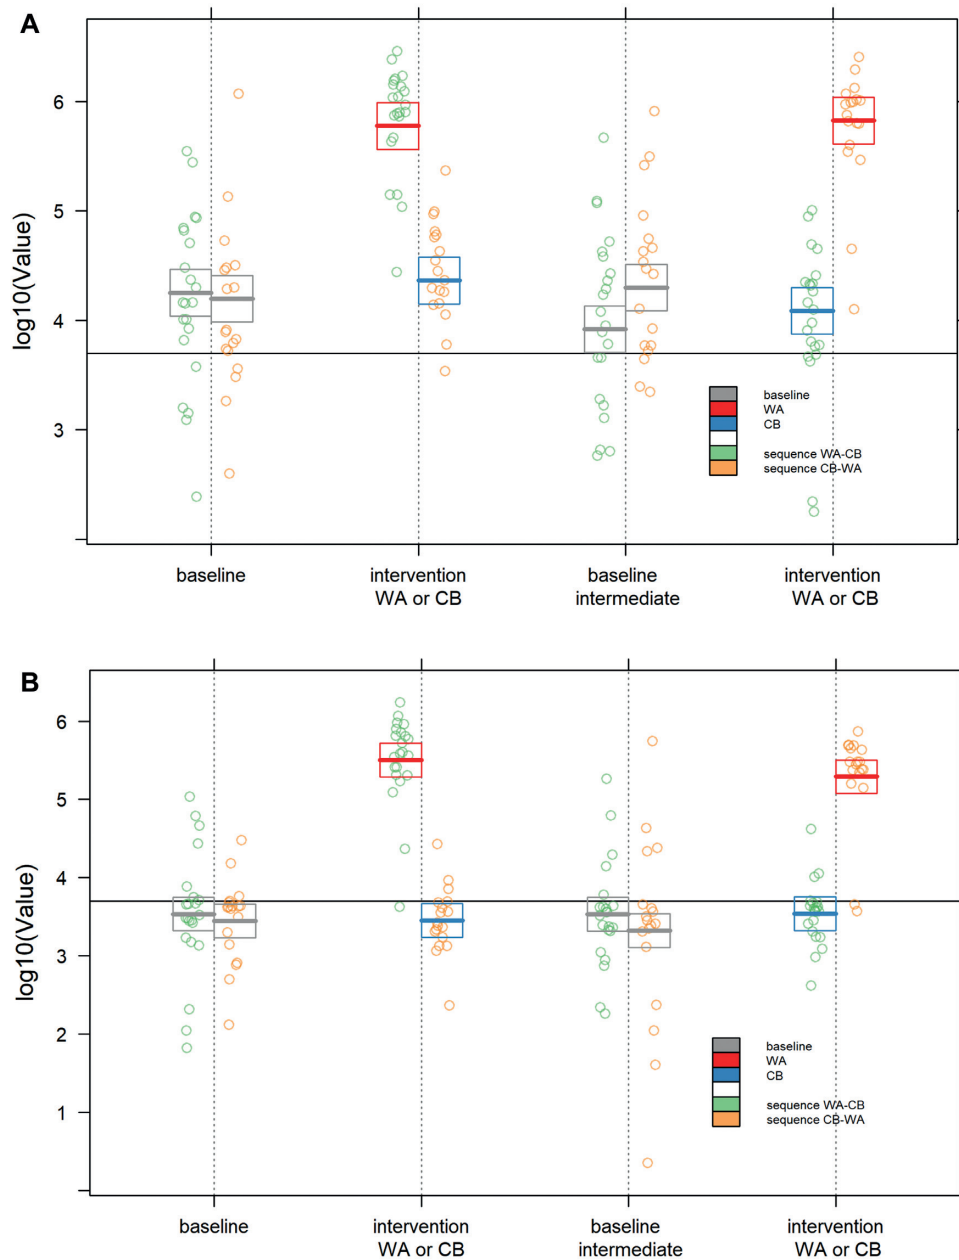 A
log10(Value)
6
5
4
3
baseline
WA
CB
sequence WA-CB
sequence CB-WA
baseline
intervention
WA or CB
baseline
intermediate
intervention
WA or CB
B
log10(Value)
6
5
4
3
2
1
baseline
WA
CB
sequence WA-CB
sequence CB-WA
baseline
intervention
WA or CB
baseline
intermediate
intervention
WA or CB